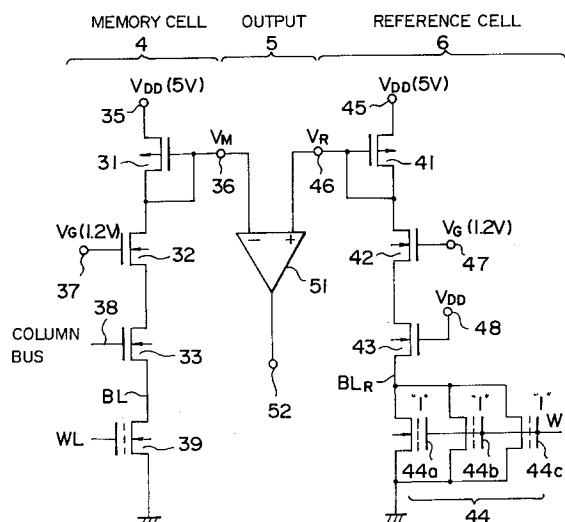 MEMORY CELL OUTPUT REFERENCE CELL
4 5 6
VDD (5V) VDD (5V)
35 45
VM VR
31 36 46 41
VG (1.2V) VG (1.2V)
- +
32 51 42 47
37
38 VDD
COLUMN BUS
33 43 48
52
BL BLR
"1" "1" "1"
WL W
39
44a 44b 44c
44